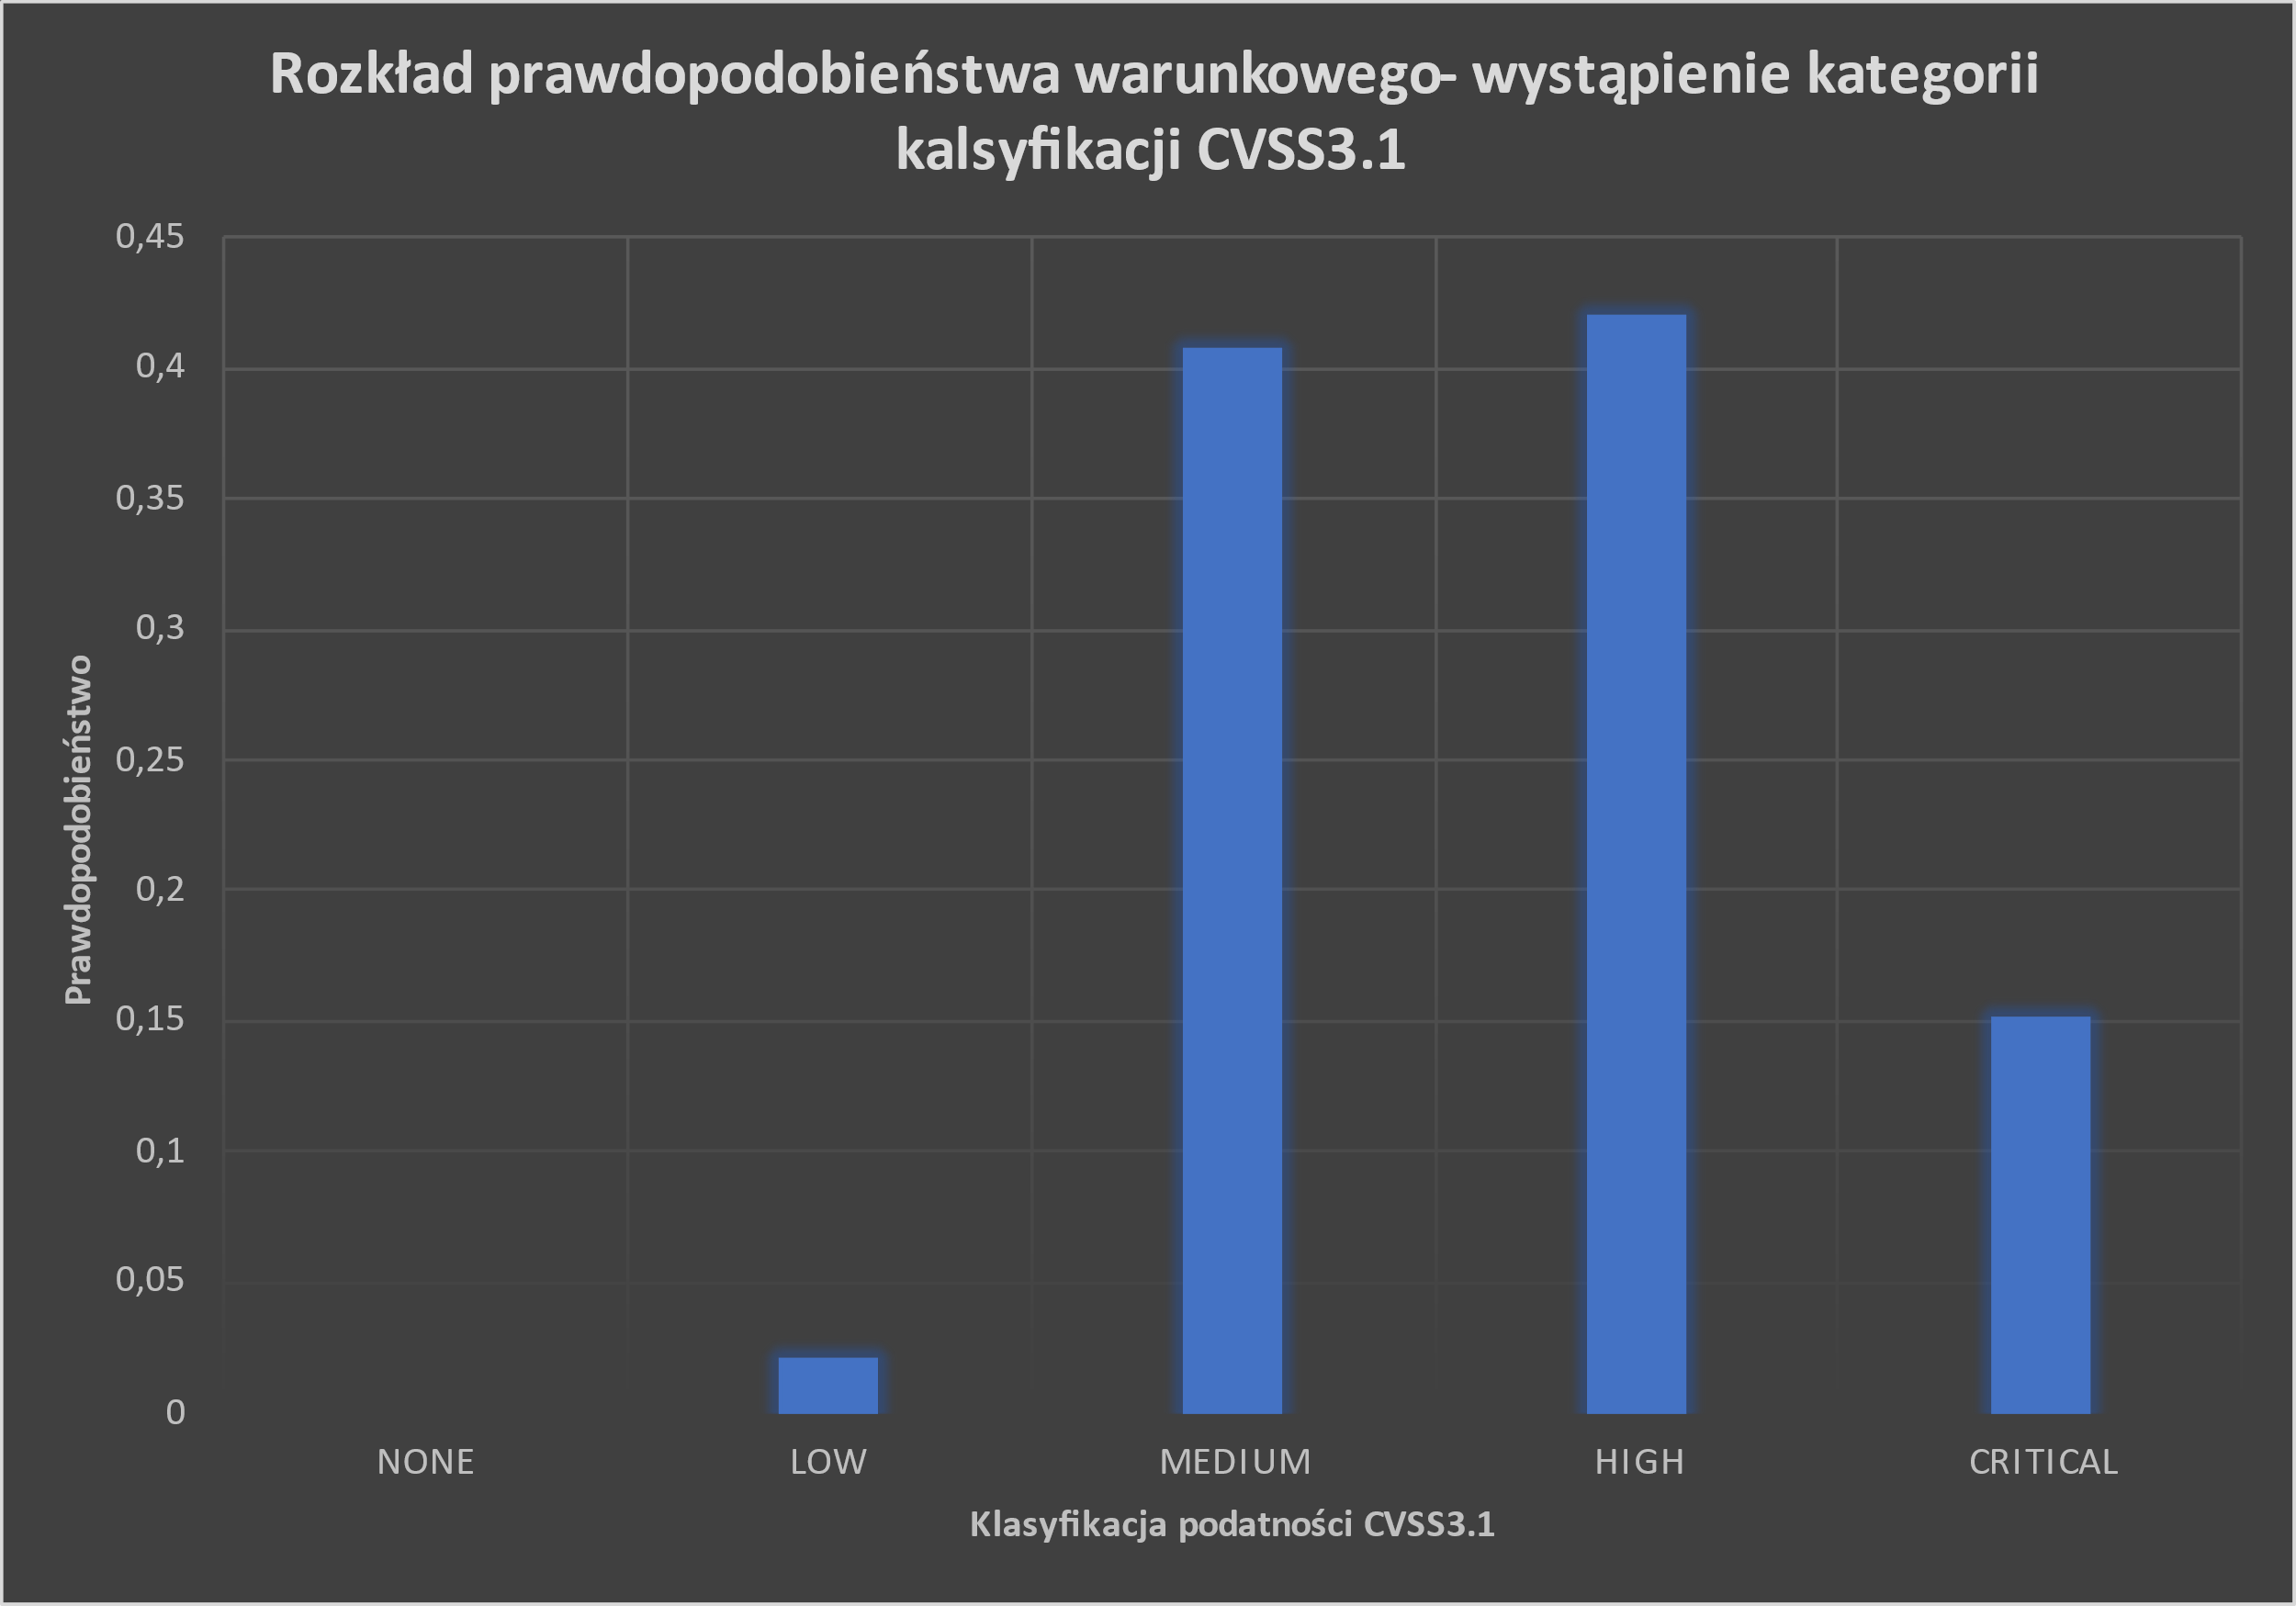 Rozkład prawdopodobieństwa warunkowego- wystąpienie kategorii
kalsyfikacji CVSS3.1
0,45
0,4
0,35
0,3
0,25
0,2
0,15
0,1
0,05
0
Prawdopodobieństwo
NONE
LOW
MEDIUM
HIGH
CRITICAL
Klasyfikacja podatności CVSS3.1